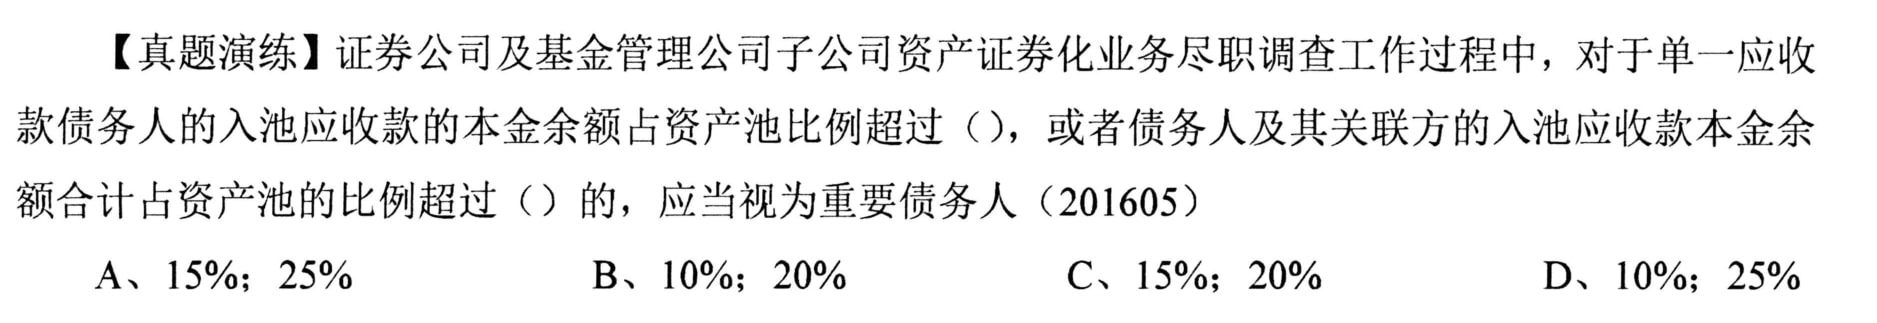 【真题演练】证券公司及基金管理公司子公司资产证券化业务尽职调查工作过程中，对于单一应收
款债务人的入池应收款的本金余额占资产池比例超过（），或者债务人及其关联方的入池应收款本金余
额合计占资产池的比例超过（）的，应当视为重要债务人（201605）
A、15%；25% B、10%；20% C、15%；20% D、10%；25%